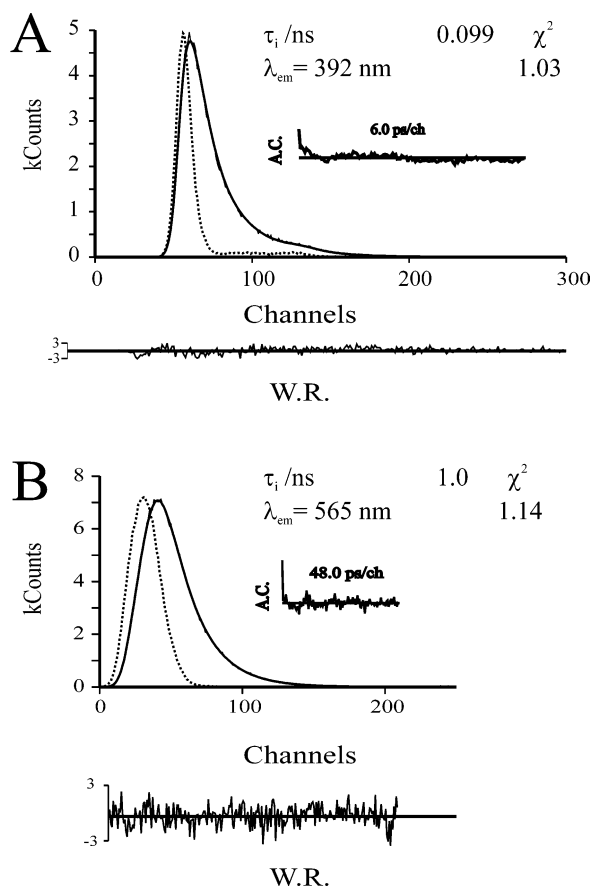 A
τi /ns 0.099 χ2
λem= 392 nm 1.03
6.0 ps/ch
A.C.
kCounts
5
4
3
2
1
0
0 100 200 300
Channels
3
-3
W.R.
B
τi /ns 1.0 χ2
λem= 565 nm 1.14
48.0 ps/ch
A.C.
kCounts
8
6
4
2
0
0 100 200
Channels
3
-3
W.R.